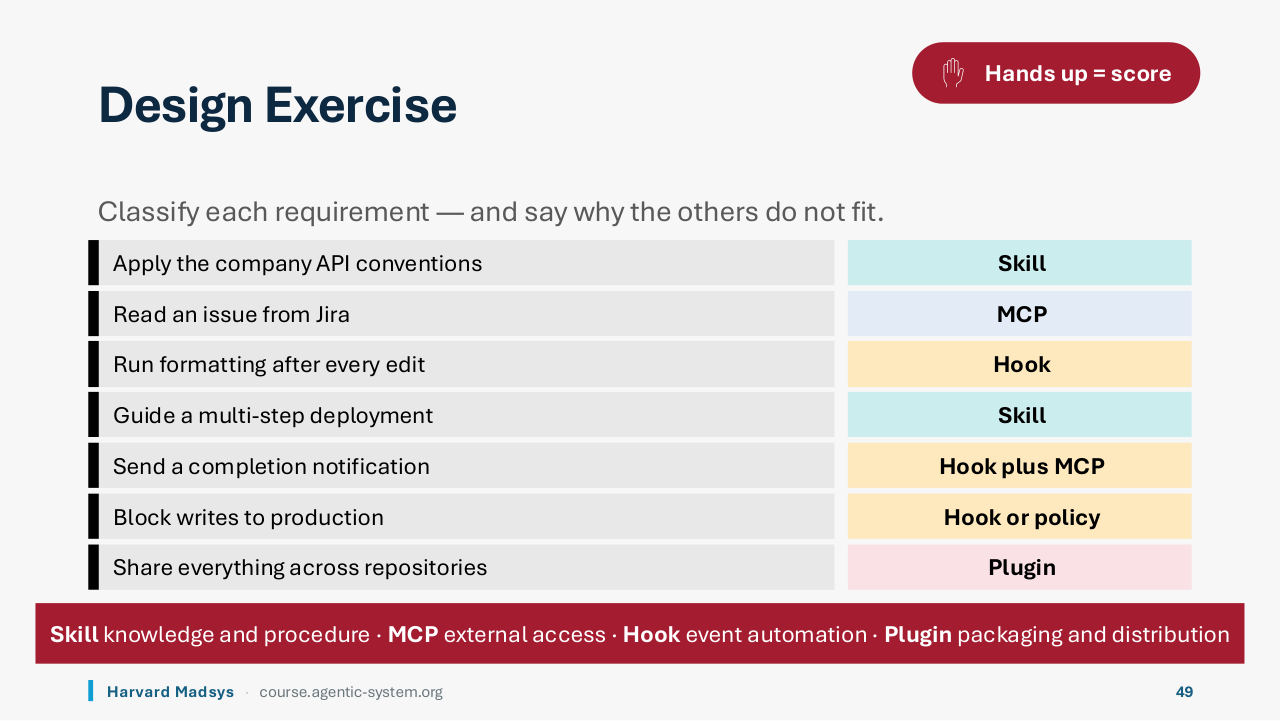 Hands up = score
Design Exercise
Classify each requirement — and say why the others do not fit.
Apply the company API conventions
Skill
Read an issue from Jira
MCP
Run formatting after every edit
Hook
Guide a multi-step deployment
Skill
Send a completion notification
Hook plus MCP
Block writes to production
Hook or policy
Share everything across repositories
Plugin
Skill knowledge and procedure · MCP external access · Hook event automation · Plugin packaging and distribution
Harvard Madsys · course.agentic-system.org
49